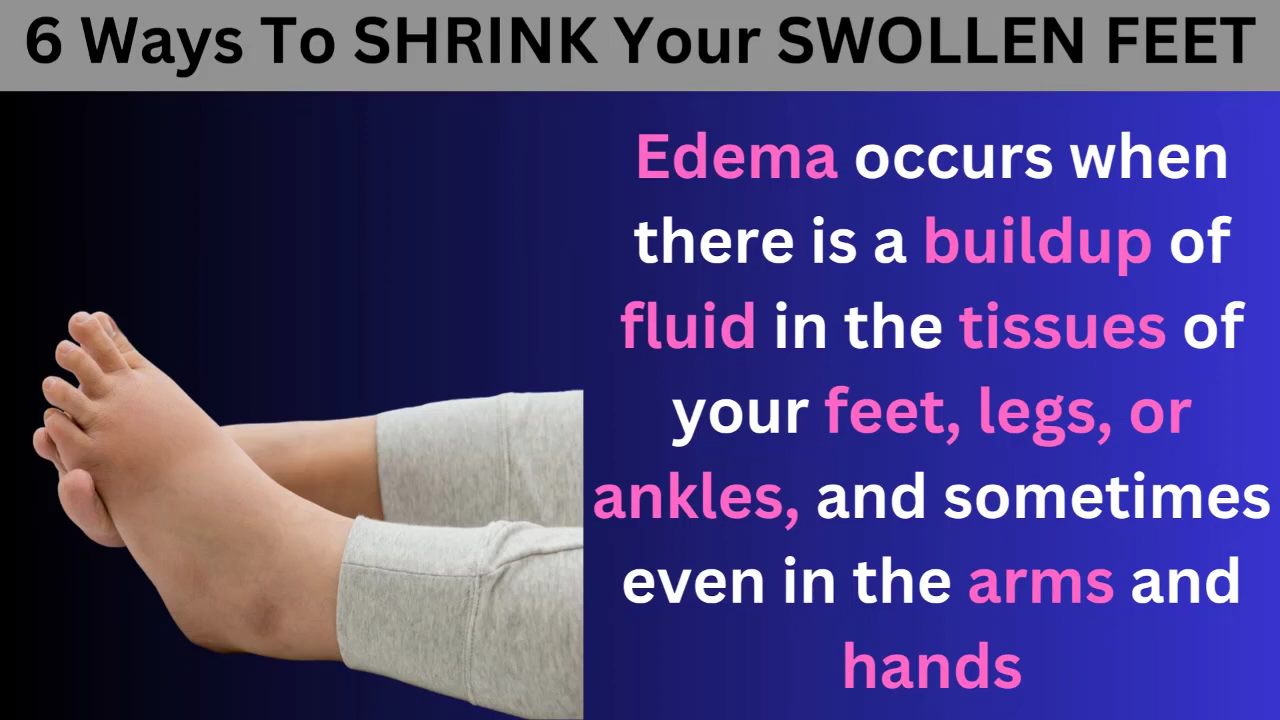 6 Ways To SHRINK Your SWOLLEN FEET
Edema occurs when
there is a buildup of
fluid in the tissues of
your feet, legs, or
ankles, and sometimes
even in the arms and
hands